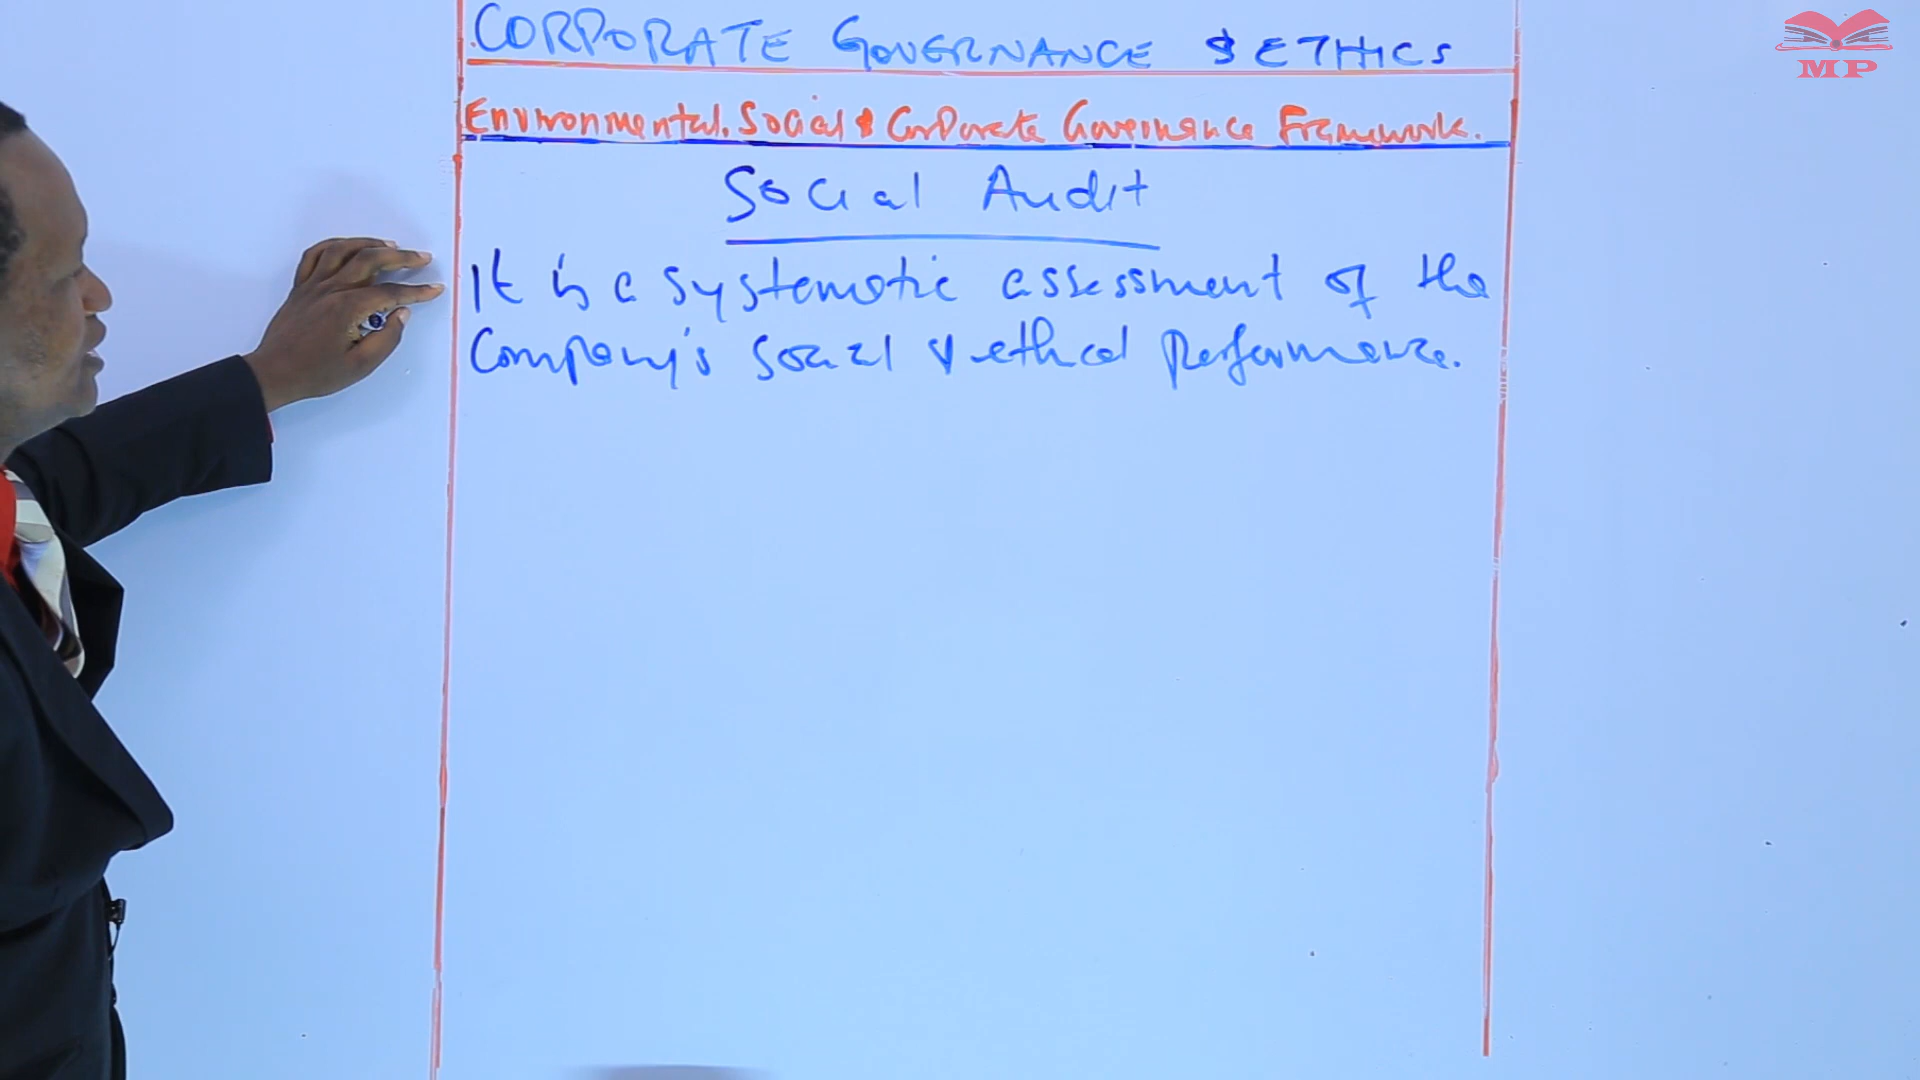 CORPORATE GOVERNANCE & ETHICS
MP
Environmental, Social & Corporate Governance Framework.
Social Audit
It is a systematic assessment of the
Company's social & ethical performance.